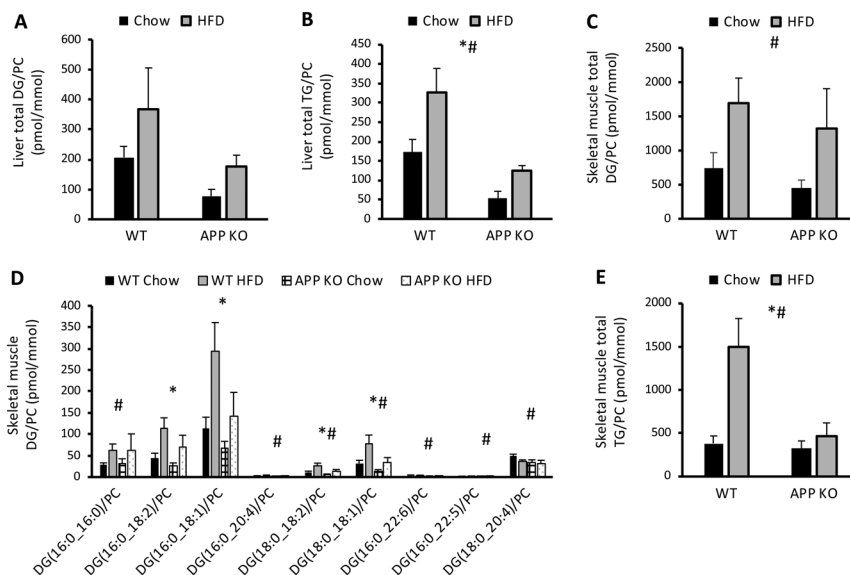 A
Chow HFD
Liver total DG/PC
(pmol/mmol)
600
500
400
300
200
100
0
WT APP KO
B
Chow HFD
Liver total TG/PC
(pmol/mmol)
450
400
350
300
250
200
150
100
50
0
*#
WT APP KO
C
Chow HFD
Skeletal muscle total
DG/PC (pmol/mmol)
2500
2000
1500
1000
500
0
#
WT APP KO
D
WT Chow WT HFD APP KO Chow APP KO HFD
Skeletal muscle
DG/PC (pmol/mmol)
400
350
300
250
200
150
100
50
0
# * * # *# *# # # #
DG(16:0_16:0)/PC
DG(16:0_18:2)/PC
DG(16:0_18:1)/PC
DG(16:0_20:4)/PC
DG(18:0_18:2)/PC
DG(18:0_18:1)/PC
DG(16:0_22:6)/PC
DG(16:0_22:5)/PC
DG(18:0_20:4)/PC
E
Chow HFD
Skeletal muscle total
TG/PC (pmol/mmol)
2000
1500
1000
500
0
*#
WT APP KO